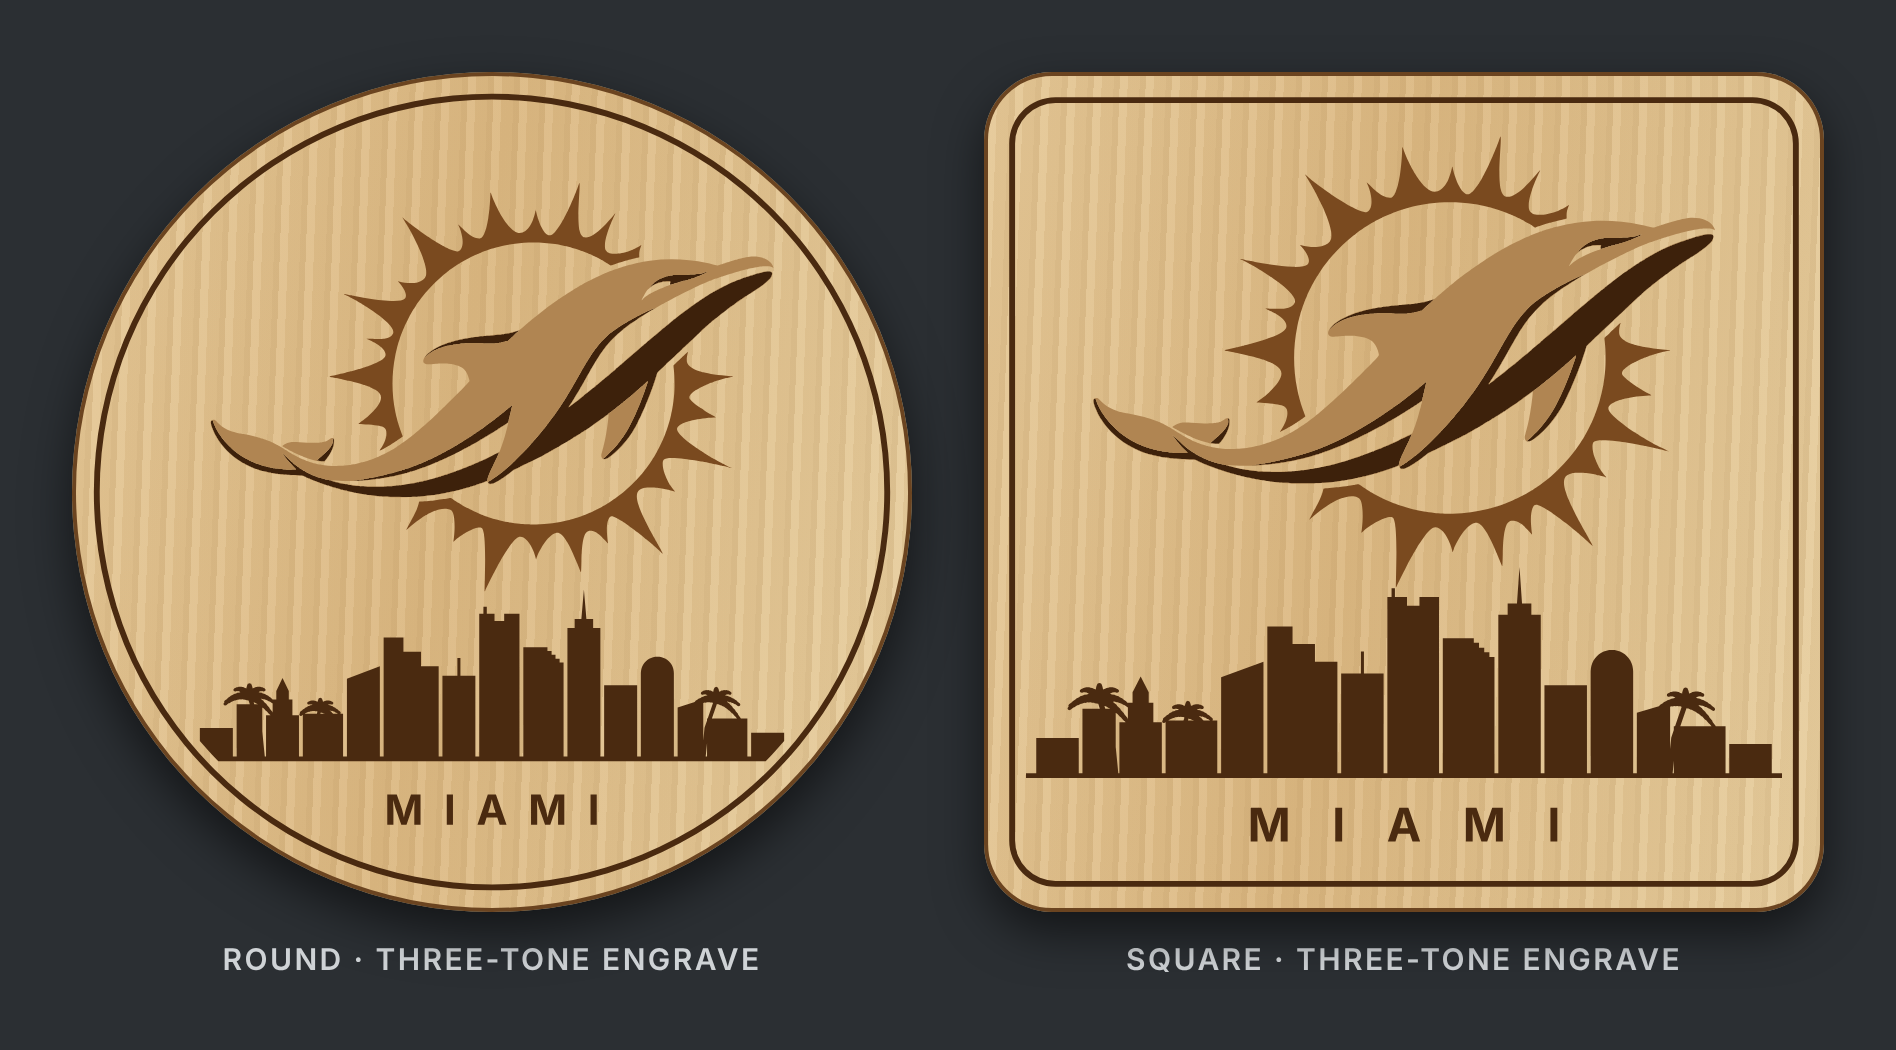 MIAMI
MIAMI
ROUND · THREE-TONE ENGRAVE
SQUARE · THREE-TONE ENGRAVE